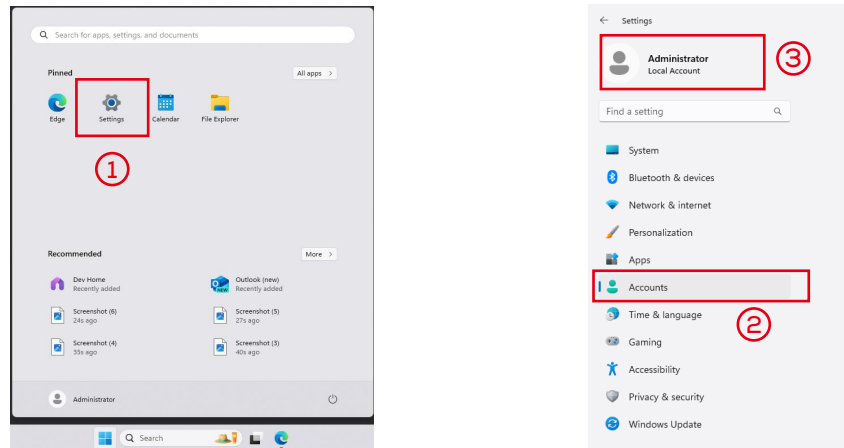 Search for apps, settings, and documents
Pinned
All apps >
Edge
Settings
Calendar
File Explorer
1
Recommended
More >
Dev Home
Recently added
Outlook (new)
Recently added
NEW
Screenshot (6)
24s ago
Screenshot (5)
27s ago
Screenshot (4)
35s ago
Screenshot (3)
40s ago
Administrator
Search
← Settings
Administrator
Local Account
3
Find a setting
System
Bluetooth & devices
Network & internet
Personalization
Apps
Accounts
Time & language
2
Gaming
Accessibility
Privacy & security
Windows Update